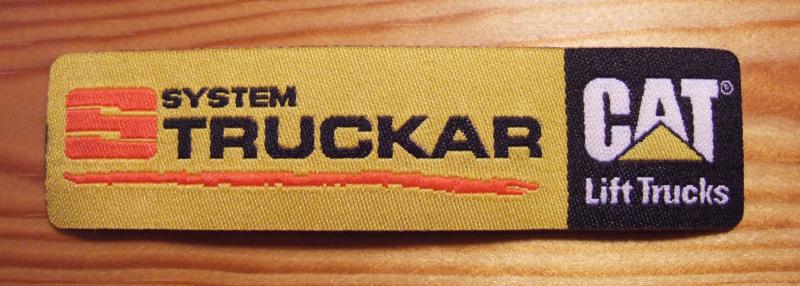 SYSTEM
TRUCKAR
CAT®
Lift Trucks